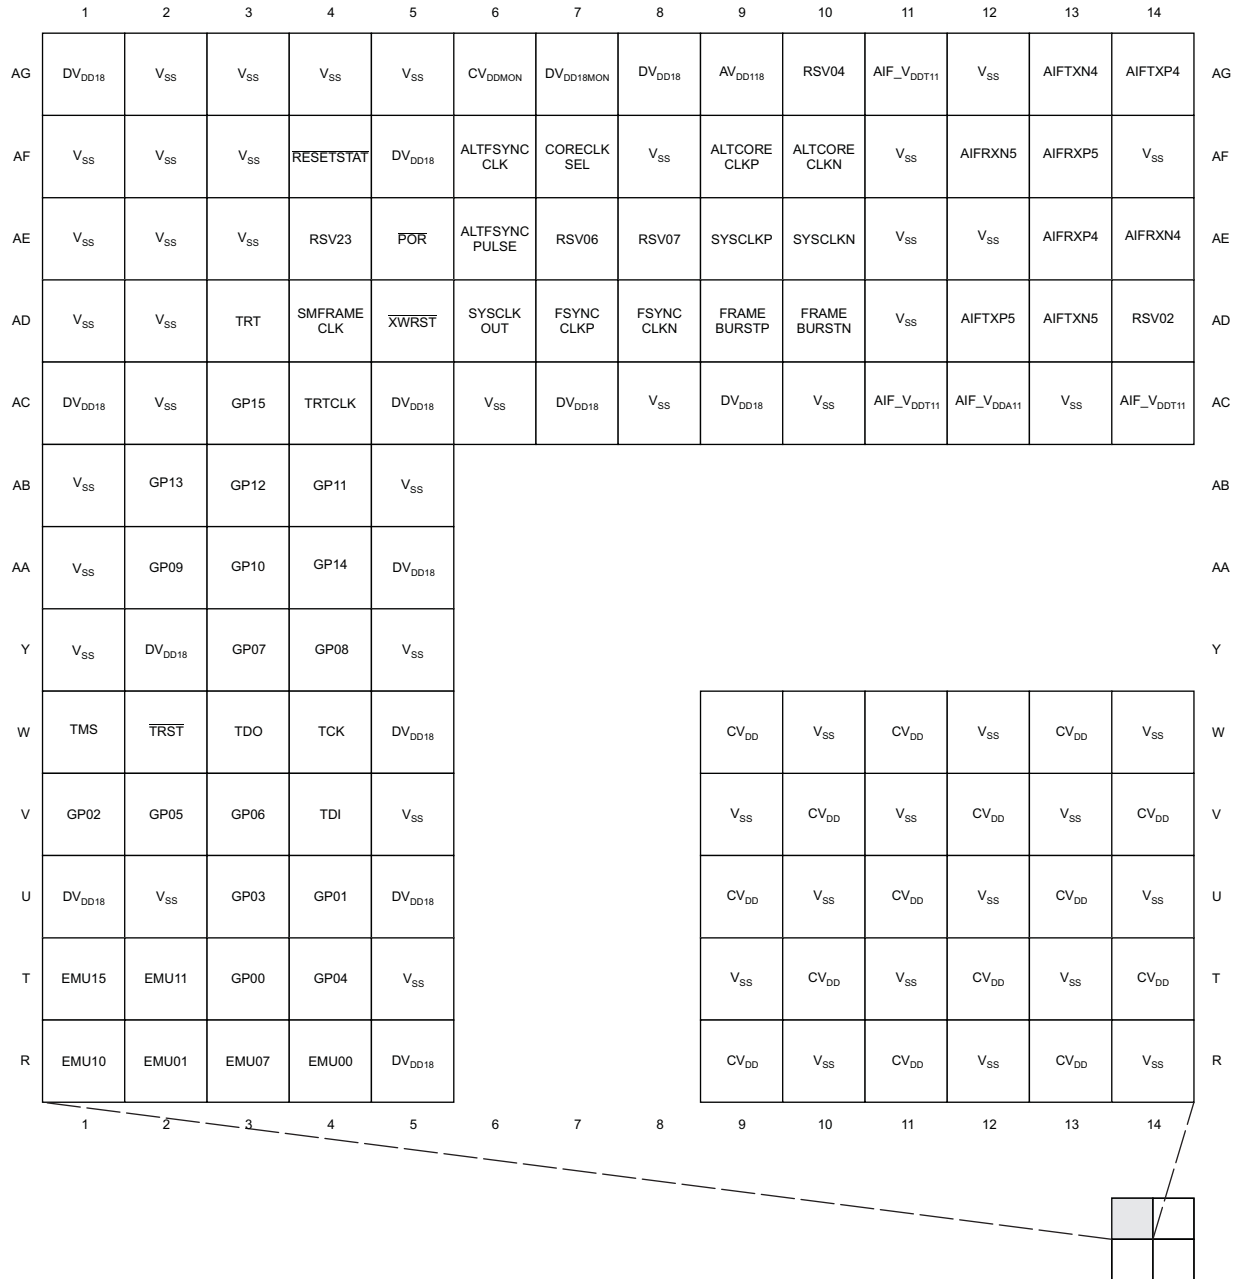 1 2 3 4 5 6 7 8 9 10 11 12 13 14
AG DVDD18 VSS VSS VSS VSS CVDDMON DVDD18MON DVDD18 AVDD118 RSV04 AIF_VDDT11 VSS AIFTXN4 AIFTXP4 AG
AF VSS VSS VSS RESETSTAT DVDD18 ALTFSYNC CLK CORECLK SEL VSS ALTCORE CLKP ALTCORE CLKN VSS AIFRXN5 AIFRXP5 VSS AF
AE VSS VSS VSS RSV23 POR ALTFSYNC PULSE RSV06 RSV07 SYSCLKP SYSCLKN VSS VSS AIFRXP4 AIFRXN4 AE
AD VSS VSS TRT SMFRAME CLK XWRST SYSCLK OUT FSYNC CLKP FSYNC CLKN FRAME BURSTP FRAME BURSTN VSS AIFTXP5 AIFTXN5 RSV02 AD
AC DVDD18 VSS GP15 TRTCLK DVDD18 VSS DVDD18 VSS DVDD18 VSS AIF_VDDT11 AIF_VDDA11 VSS AIF_VDDT11 AC
AB VSS GP13 GP12 GP11 VSS AB
AA VSS GP09 GP10 GP14 DVDD18 AA
Y VSS DVDD18 GP07 GP08 VSS Y
W TMS TRST TDO TCK DVDD18 CVDD VSS CVDD VSS CVDD VSS W
V GP02 GP05 GP06 TDI VSS VSS CVDD VSS CVDD VSS CVDD V
U DVDD18 VSS GP03 GP01 DVDD18 CVDD VSS CVDD VSS CVDD VSS U
T EMU15 EMU11 GP00 GP04 VSS VSS CVDD VSS CVDD VSS CVDD T
R EMU10 EMU01 EMU07 EMU00 DVDD18 CVDD VSS CVDD VSS CVDD VSS R
1 2 3 4 5 6 7 8 9 10 11 12 13 14